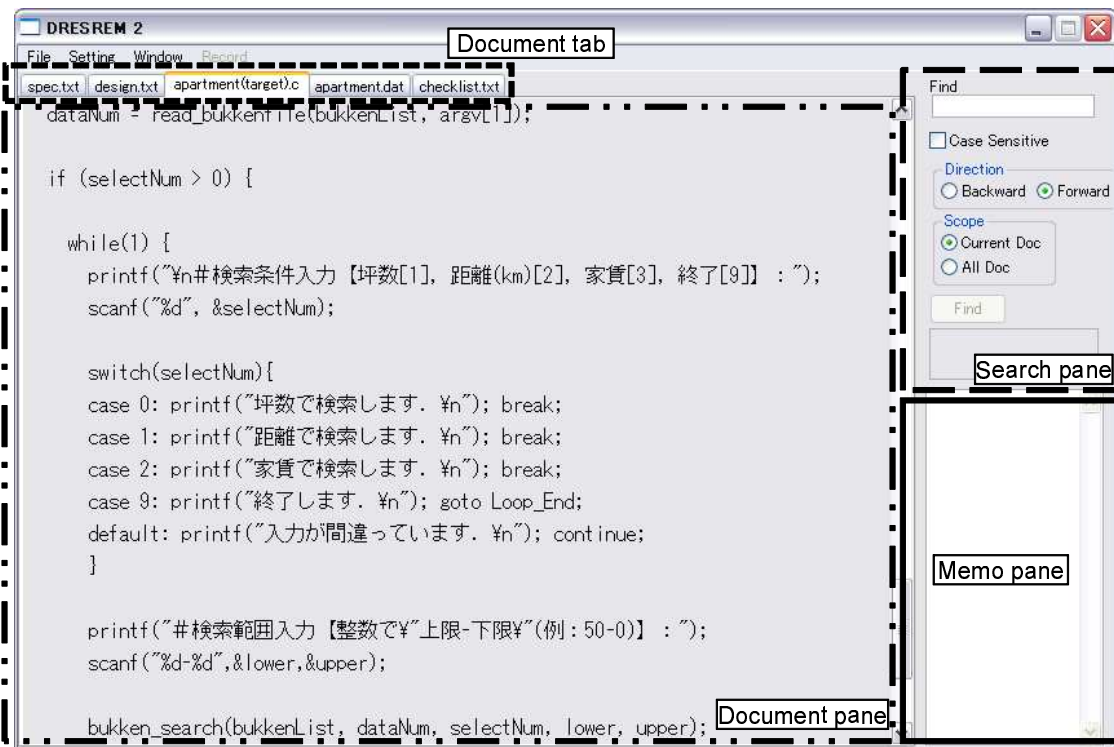 DRESREM 2
File Setting Window Record
Document tab
spec.txt design.txt apartment(target).c apartment.dat checklist.txt
dataNum = read_bukkenfile(bukkenList, argv[1]);
if (selectNum > 0) {
while(1) {
printf("¥n#検索条件入力【坪数[1], 距離(km)[2], 家賃[3], 終了[9]】 : ");
scanf("%d", &selectNum);
switch(selectNum){
case 0: printf("坪数で検索します. ¥n"); break;
case 1: printf("距離で検索します. ¥n"); break;
case 2: printf("家賃で検索します. ¥n"); break;
case 9: printf("終了します. ¥n"); goto Loop_End;
default: printf("入力が間違っています. ¥n"); continue;
}
printf("#検索範囲入力【整数で¥"上限-下限¥"(例:50-0)】 : ");
scanf("%d-%d",&lower,&upper);
bukken_search(bukkenList, dataNum, selectNum, lower, upper);
Document pane
Find
Case Sensitive
Direction
Backward Forward
Scope
Current Doc
All Doc
Find
Search pane
Memo pane